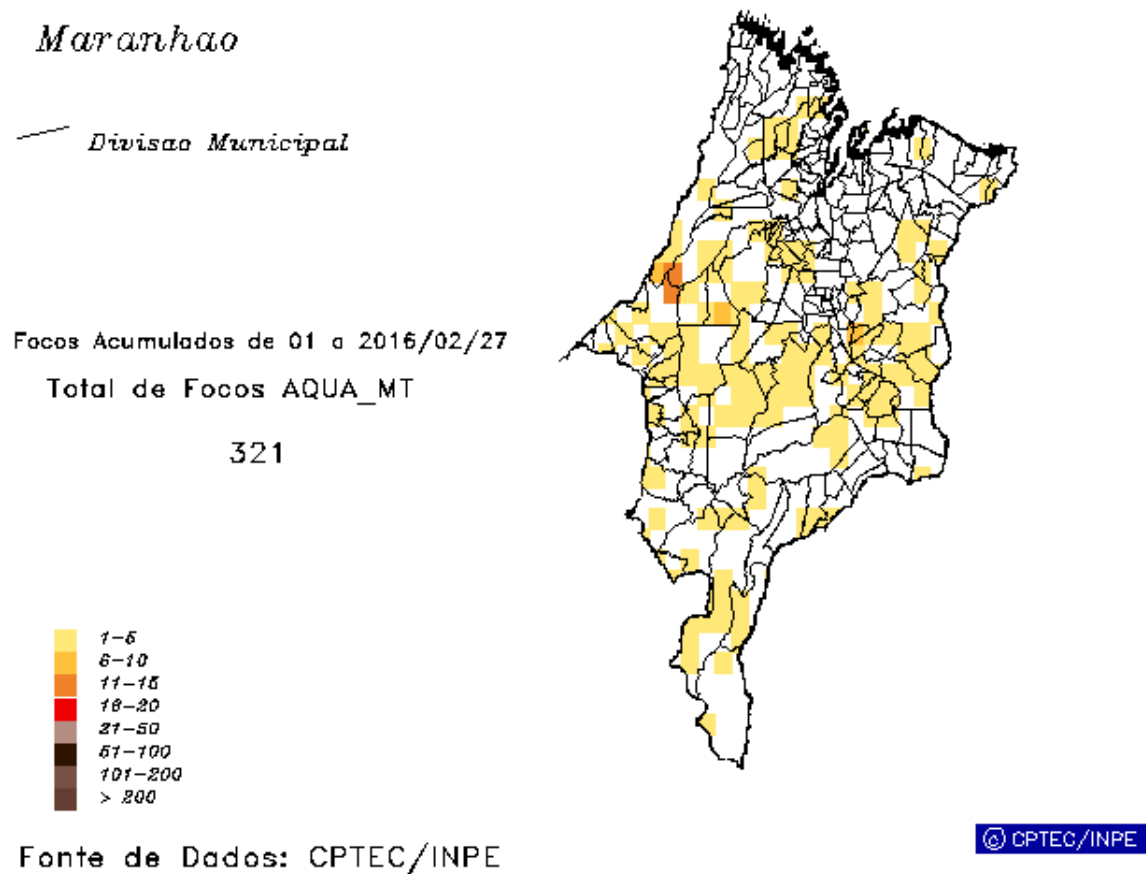 Maranhao
Divisao Municipal
Focos Acumulados de 01 a 2016/02/27
Total de Focos AQUA_MT
321
1-5
6-10
11-15
16-20
21-50
51-100
101-200
> 200
Fonte de Dados: CPTEC/INPE
© CPTEC/INPE